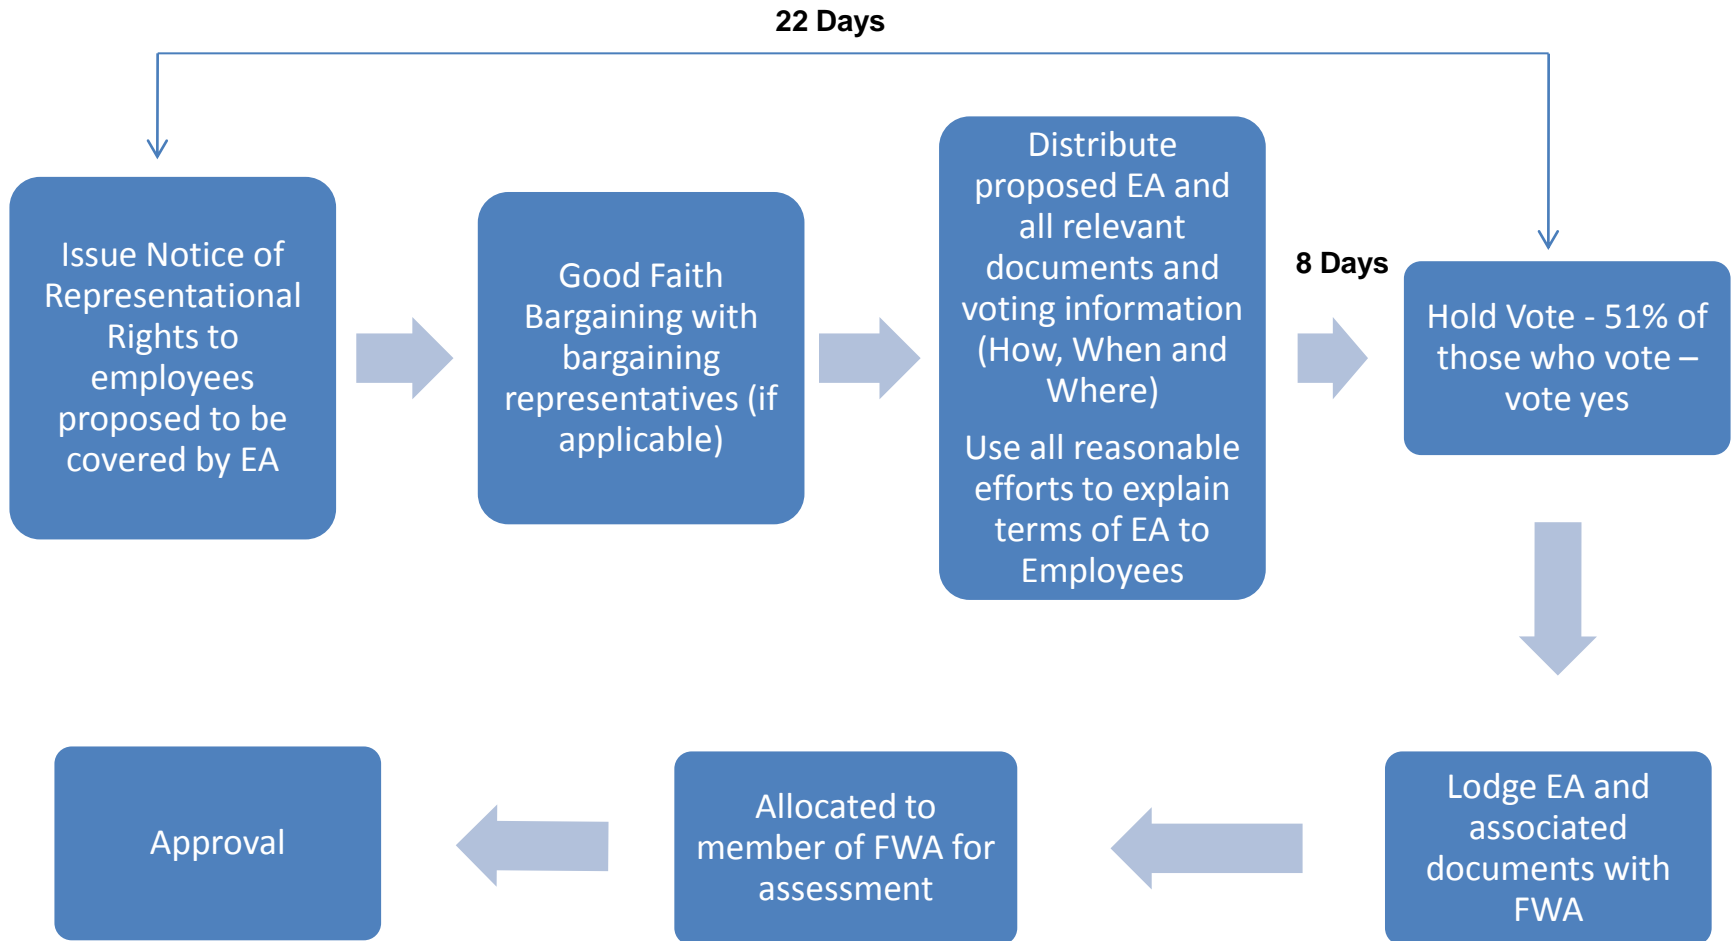 22 Days
Issue Notice of
Representational
Rights to
employees
proposed to be
covered by EA
Good Faith
Bargaining with
bargaining
representatives (if
applicable)
Distribute
proposed EA and
all relevant
documents and
voting information
(How, When and
Where)
Use all reasonable
efforts to explain
terms of EA to
Employees
8 Days
Hold Vote - 51% of
those who vote –
vote yes
Lodge EA and
associated
documents with
FWA
Allocated to
member of FWA for
assessment
Approval